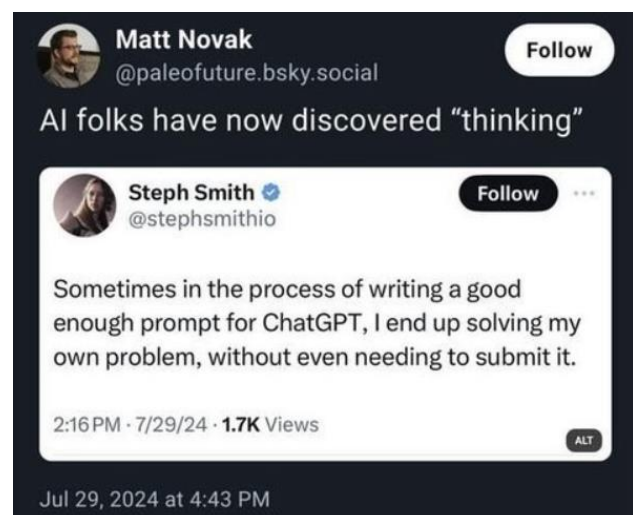 Matt Novak
@paleofuture.bsky.social
Follow
AI folks have now discovered “thinking”
Steph Smith
@stephsmithio
Follow
Sometimes in the process of writing a good
enough prompt for ChatGPT, I end up solving my
own problem, without even needing to submit it.
2:16 PM · 7/29/24 · 1.7K Views
ALT
Jul 29, 2024 at 4:43 PM